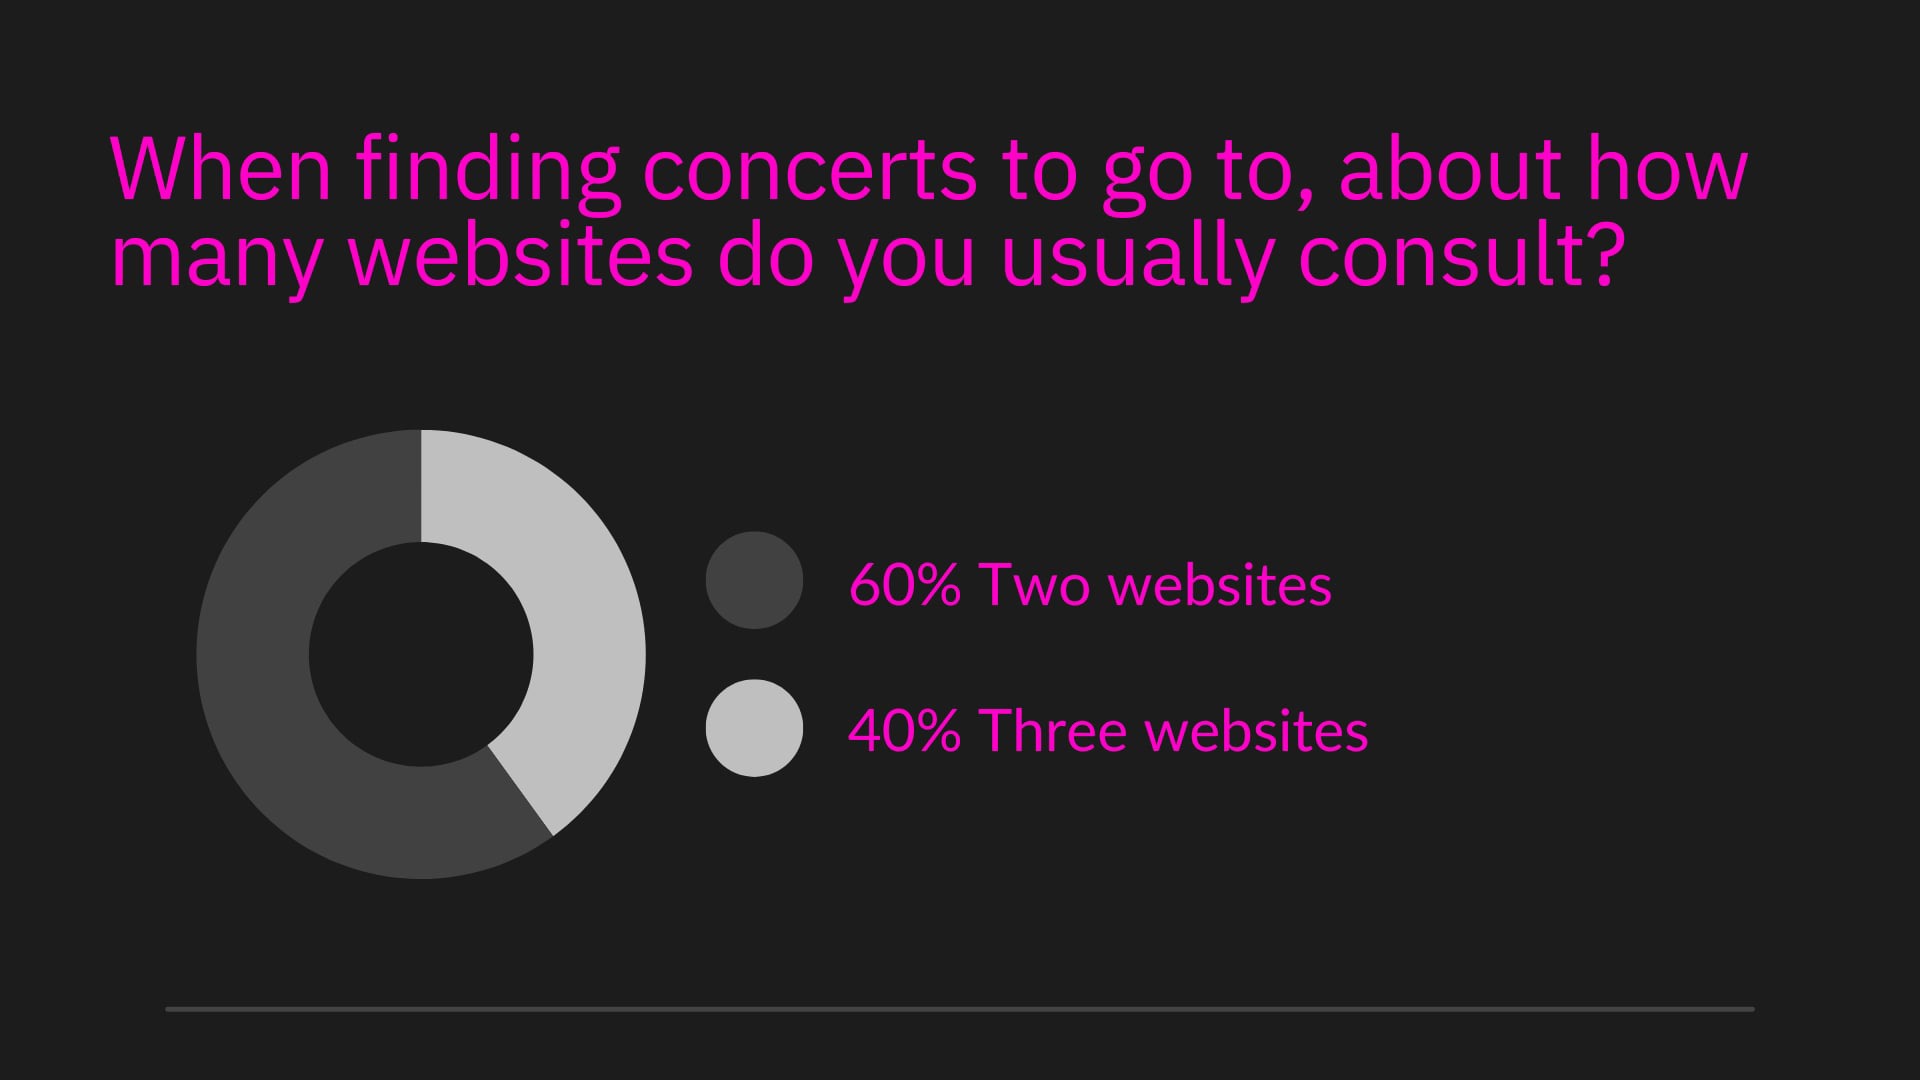 When finding concerts to go to, about how
many websites do you usually consult?
60% Two websites
40% Three websites